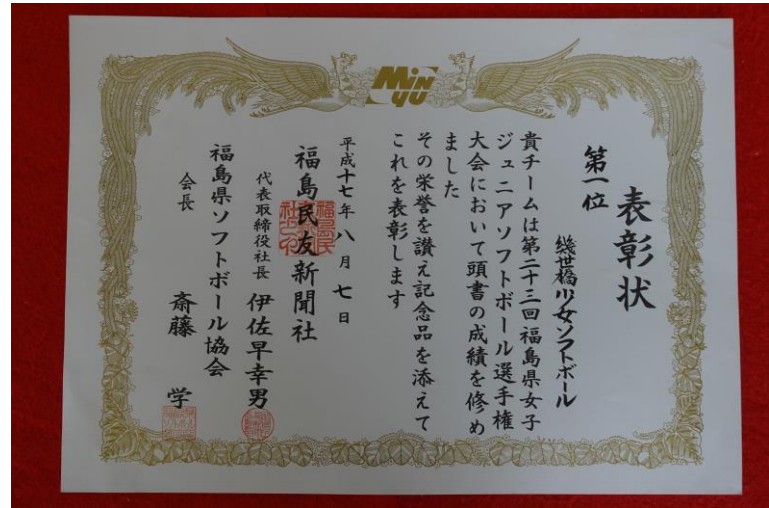 MiN
yu
表彰状
第一位
幾世橋少女ソフトボール
貴チームは第二十三回福島県女子
ジュニアソフトボール選手権
大会において頭書の成績を修め
ました
その栄誉を讃え記念品を添えて
これを表彰します
平成十七年八月七日
福島民友新聞社
代表取締役社長 伊佐早幸男
福島県ソフトボール協会
会長 斎藤 学